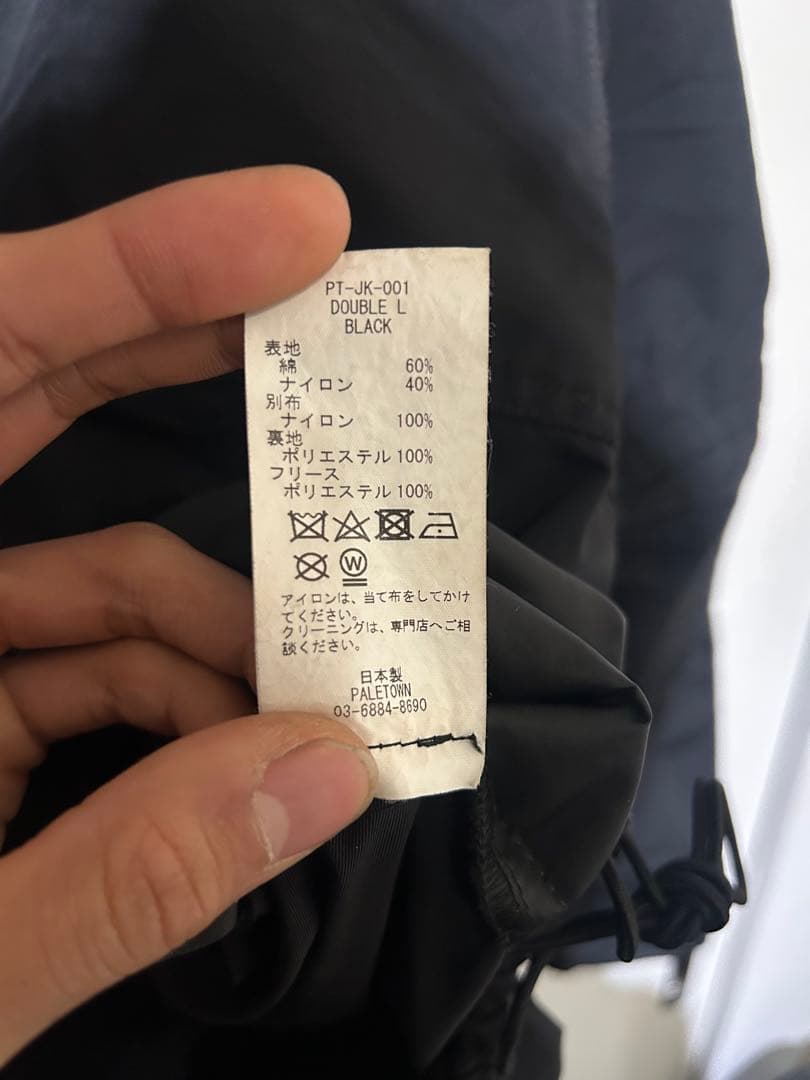 PT-JK-001
DOUBLE L
BLACK
表地
綿 60%
ナイロン 40%
別布
ナイロン 100%
裏地
ポリエステル 100%
フリース
ポリエステル 100%
W
アイロンは、当て布をしてかけ
てください。
クリーニングは、専門店へご相
談ください。
日本製
PALETOWN
03-6884-8690